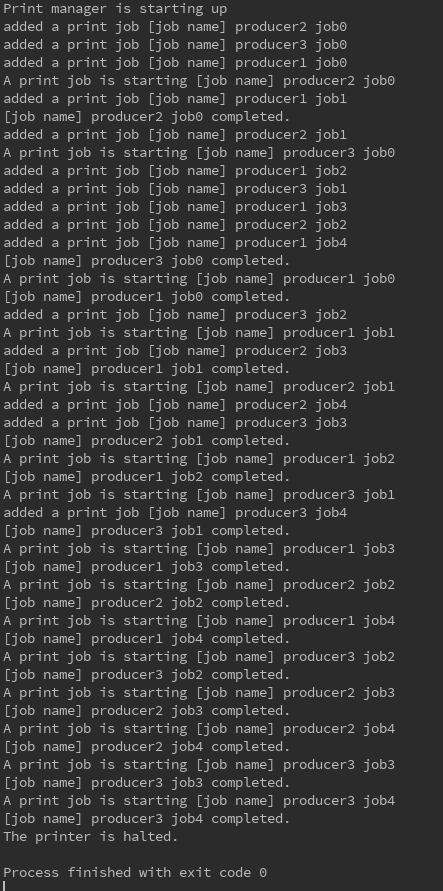 Print manager is starting up
added a print job [job name] producer2 job0
added a print job [job name] producer3 job0
added a print job [job name] producer1 job0
A print job is starting [job name] producer2 job0
added a print job [job name] producer1 job1
[job name] producer2 job0 completed.
added a print job [job name] producer2 job1
A print job is starting [job name] producer3 job0
added a print job [job name] producer1 job2
added a print job [job name] producer3 job1
added a print job [job name] producer1 job3
added a print job [job name] producer2 job2
added a print job [job name] producer1 job4
[job name] producer3 job0 completed.
A print job is starting [job name] producer1 job0
[job name] producer1 job0 completed.
added a print job [job name] producer3 job2
A print job is starting [job name] producer1 job1
added a print job [job name] producer2 job3
[job name] producer1 job1 completed.
A print job is starting [job name] producer2 job1
added a print job [job name] producer2 job4
added a print job [job name] producer3 job3
[job name] producer2 job1 completed.
A print job is starting [job name] producer1 job2
[job name] producer1 job2 completed.
A print job is starting [job name] producer3 job1
added a print job [job name] producer3 job4
[job name] producer3 job1 completed.
A print job is starting [job name] producer1 job3
[job name] producer1 job3 completed.
A print job is starting [job name] producer2 job2
[job name] producer2 job2 completed.
A print job is starting [job name] producer1 job4
[job name] producer1 job4 completed.
A print job is starting [job name] producer3 job2
[job name] producer3 job2 completed.
A print job is starting [job name] producer2 job3
[job name] producer2 job3 completed.
A print job is starting [job name] producer2 job4
[job name] producer2 job4 completed.
A print job is starting [job name] producer3 job3
[job name] producer3 job3 completed.
A print job is starting [job name] producer3 job4
[job name] producer3 job4 completed.
The printer is halted.
Process finished with exit code 0